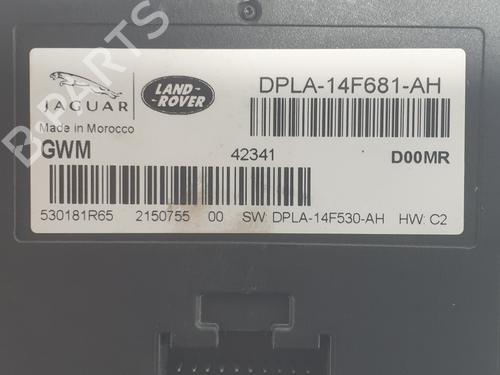 JAGUAR
LAND-
-ROVER
DPLA-14F681-AH
Made in Morocco
GWM
42341
D00MR
530181R65 2150755 00 SW: DPLA-14F530-AH HW: C2
B-PARTS